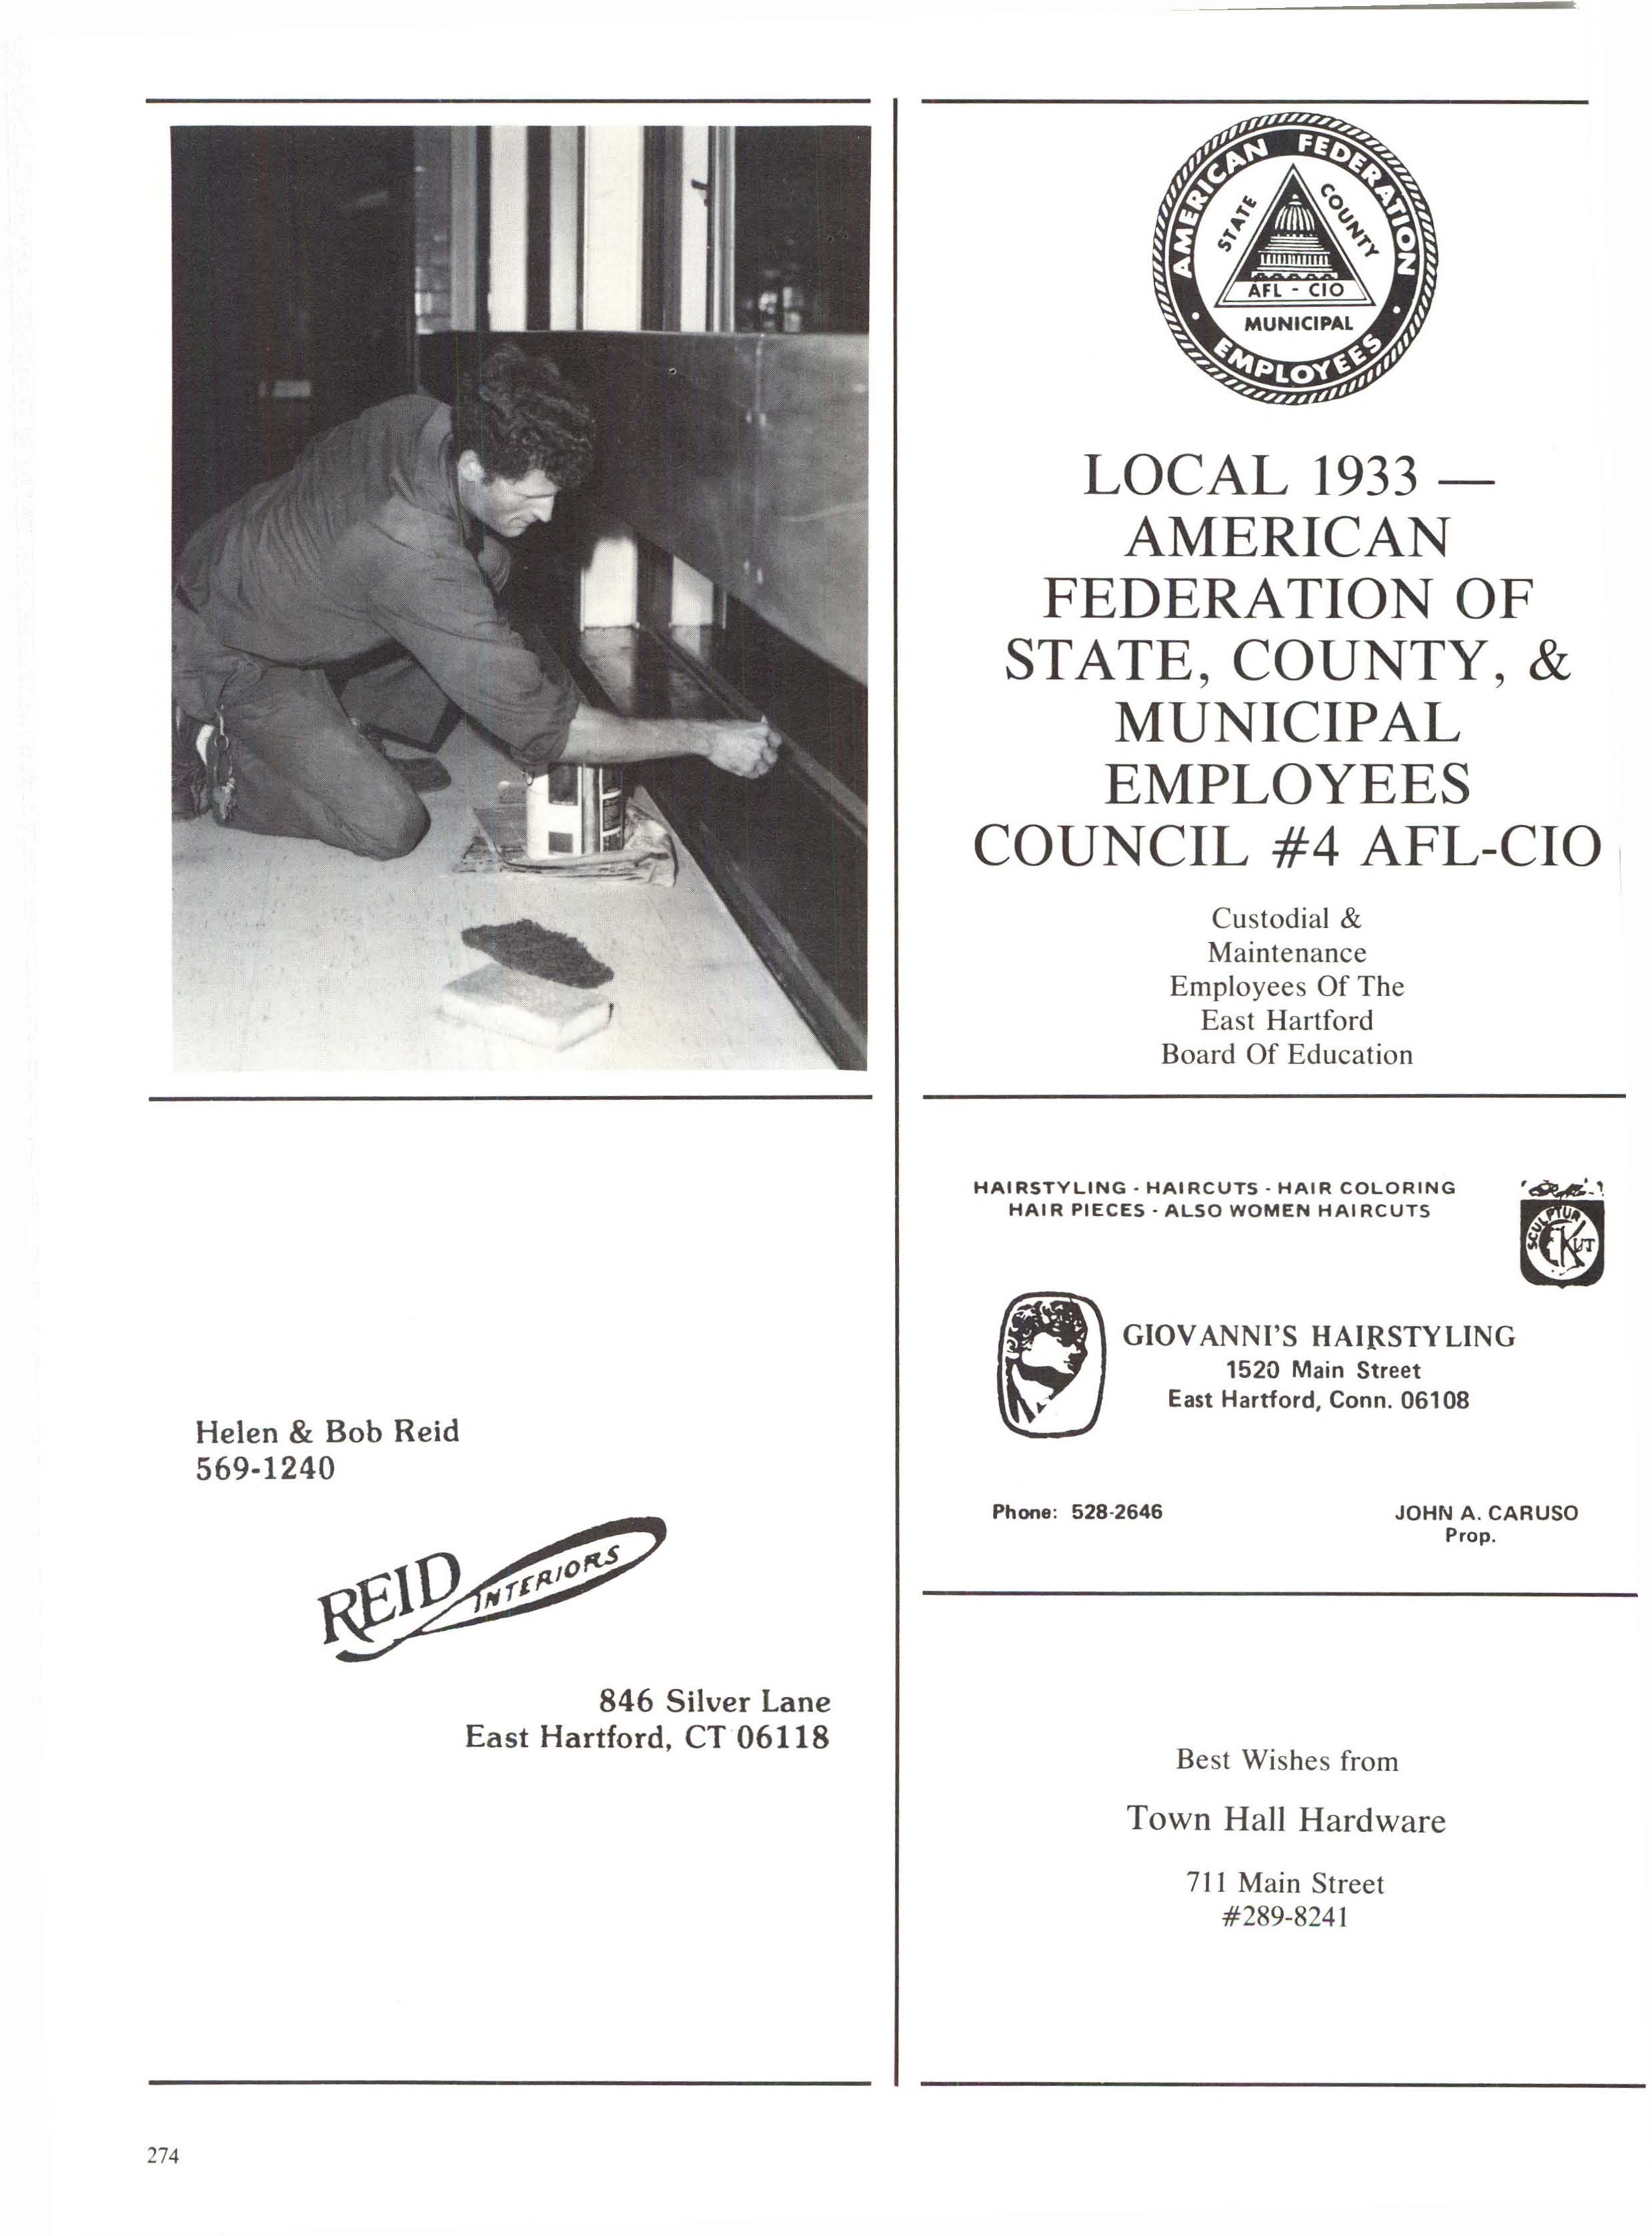 AMERICAN FEDERATION
STATE COUNTY
AFL - CIO
MUNICIPAL
EMPLOYEES
LOCAL 1933 —
AMERICAN
FEDERATION OF
STATE, COUNTY, &
MUNICIPAL
EMPLOYEES
COUNCIL #4 AFL-CIO
Custodial &
Maintenance
Employees Of The
East Hartford
Board Of Education
Helen & Bob Reid
569-1240
REID INTERIORS
846 Silver Lane
East Hartford, CT 06118
HAIRSTYLING - HAIRCUTS - HAIR COLORING
HAIR PIECES - ALSO WOMEN HAIRCUTS
SCULPTUR
KUT
GIOVANNI'S HAIRSTYLING
1520 Main Street
East Hartford, Conn. 06108
Phone: 528-2646
JOHN A. CARUSO
Prop.
Best Wishes from
Town Hall Hardware
711 Main Street
#289-8241
274